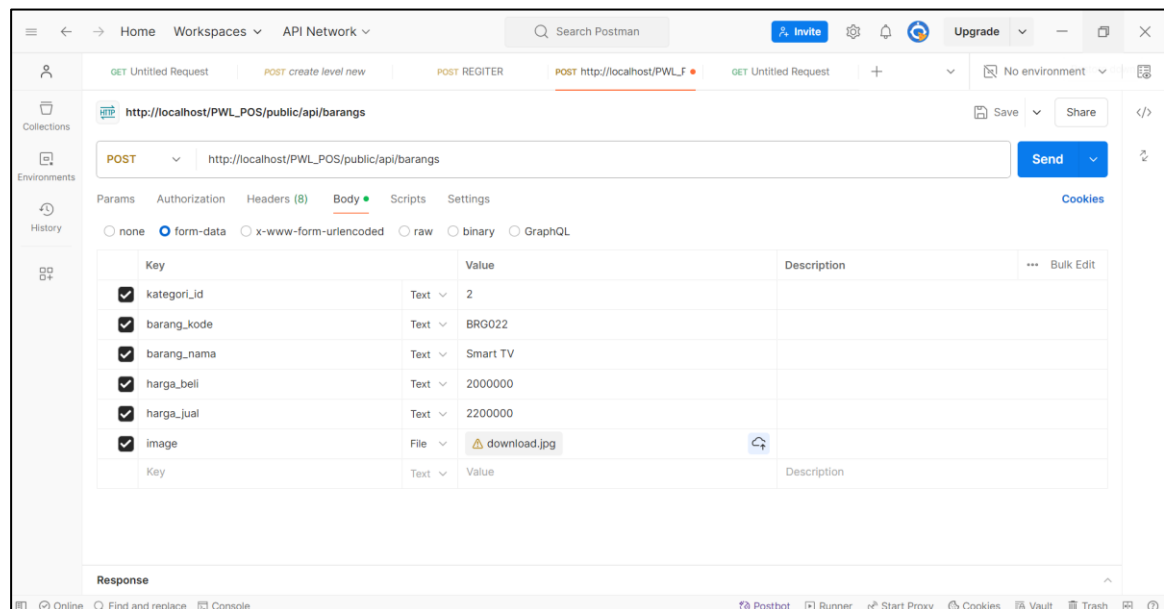 Home Workspaces API Network Search Postman Invite Upgrade
GET Untitled Request POST create level new POST REGITER POST http://localhost/PWL_F GET Untitled Request No environment
HTTP http://localhost/PWL_POS/public/api/barangs Save Share
Collections
POST http://localhost/PWL_POS/public/api/barangs Send
Environments
Params Authorization Headers (8) Body Scripts Settings Cookies
History
none form-data x-www-form-urlencoded raw binary GraphQL
Key Value Description ••• Bulk Edit
kategori_id Text 2
barang_kode Text BRG022
barang_nama Text Smart TV
harga_beli Text 2000000
harga_jual Text 2200000
image File download.jpg
Key Text Value Description
Response
Online Find and replace Console Postbot Runner Start Proxy Cookies Vault Trash